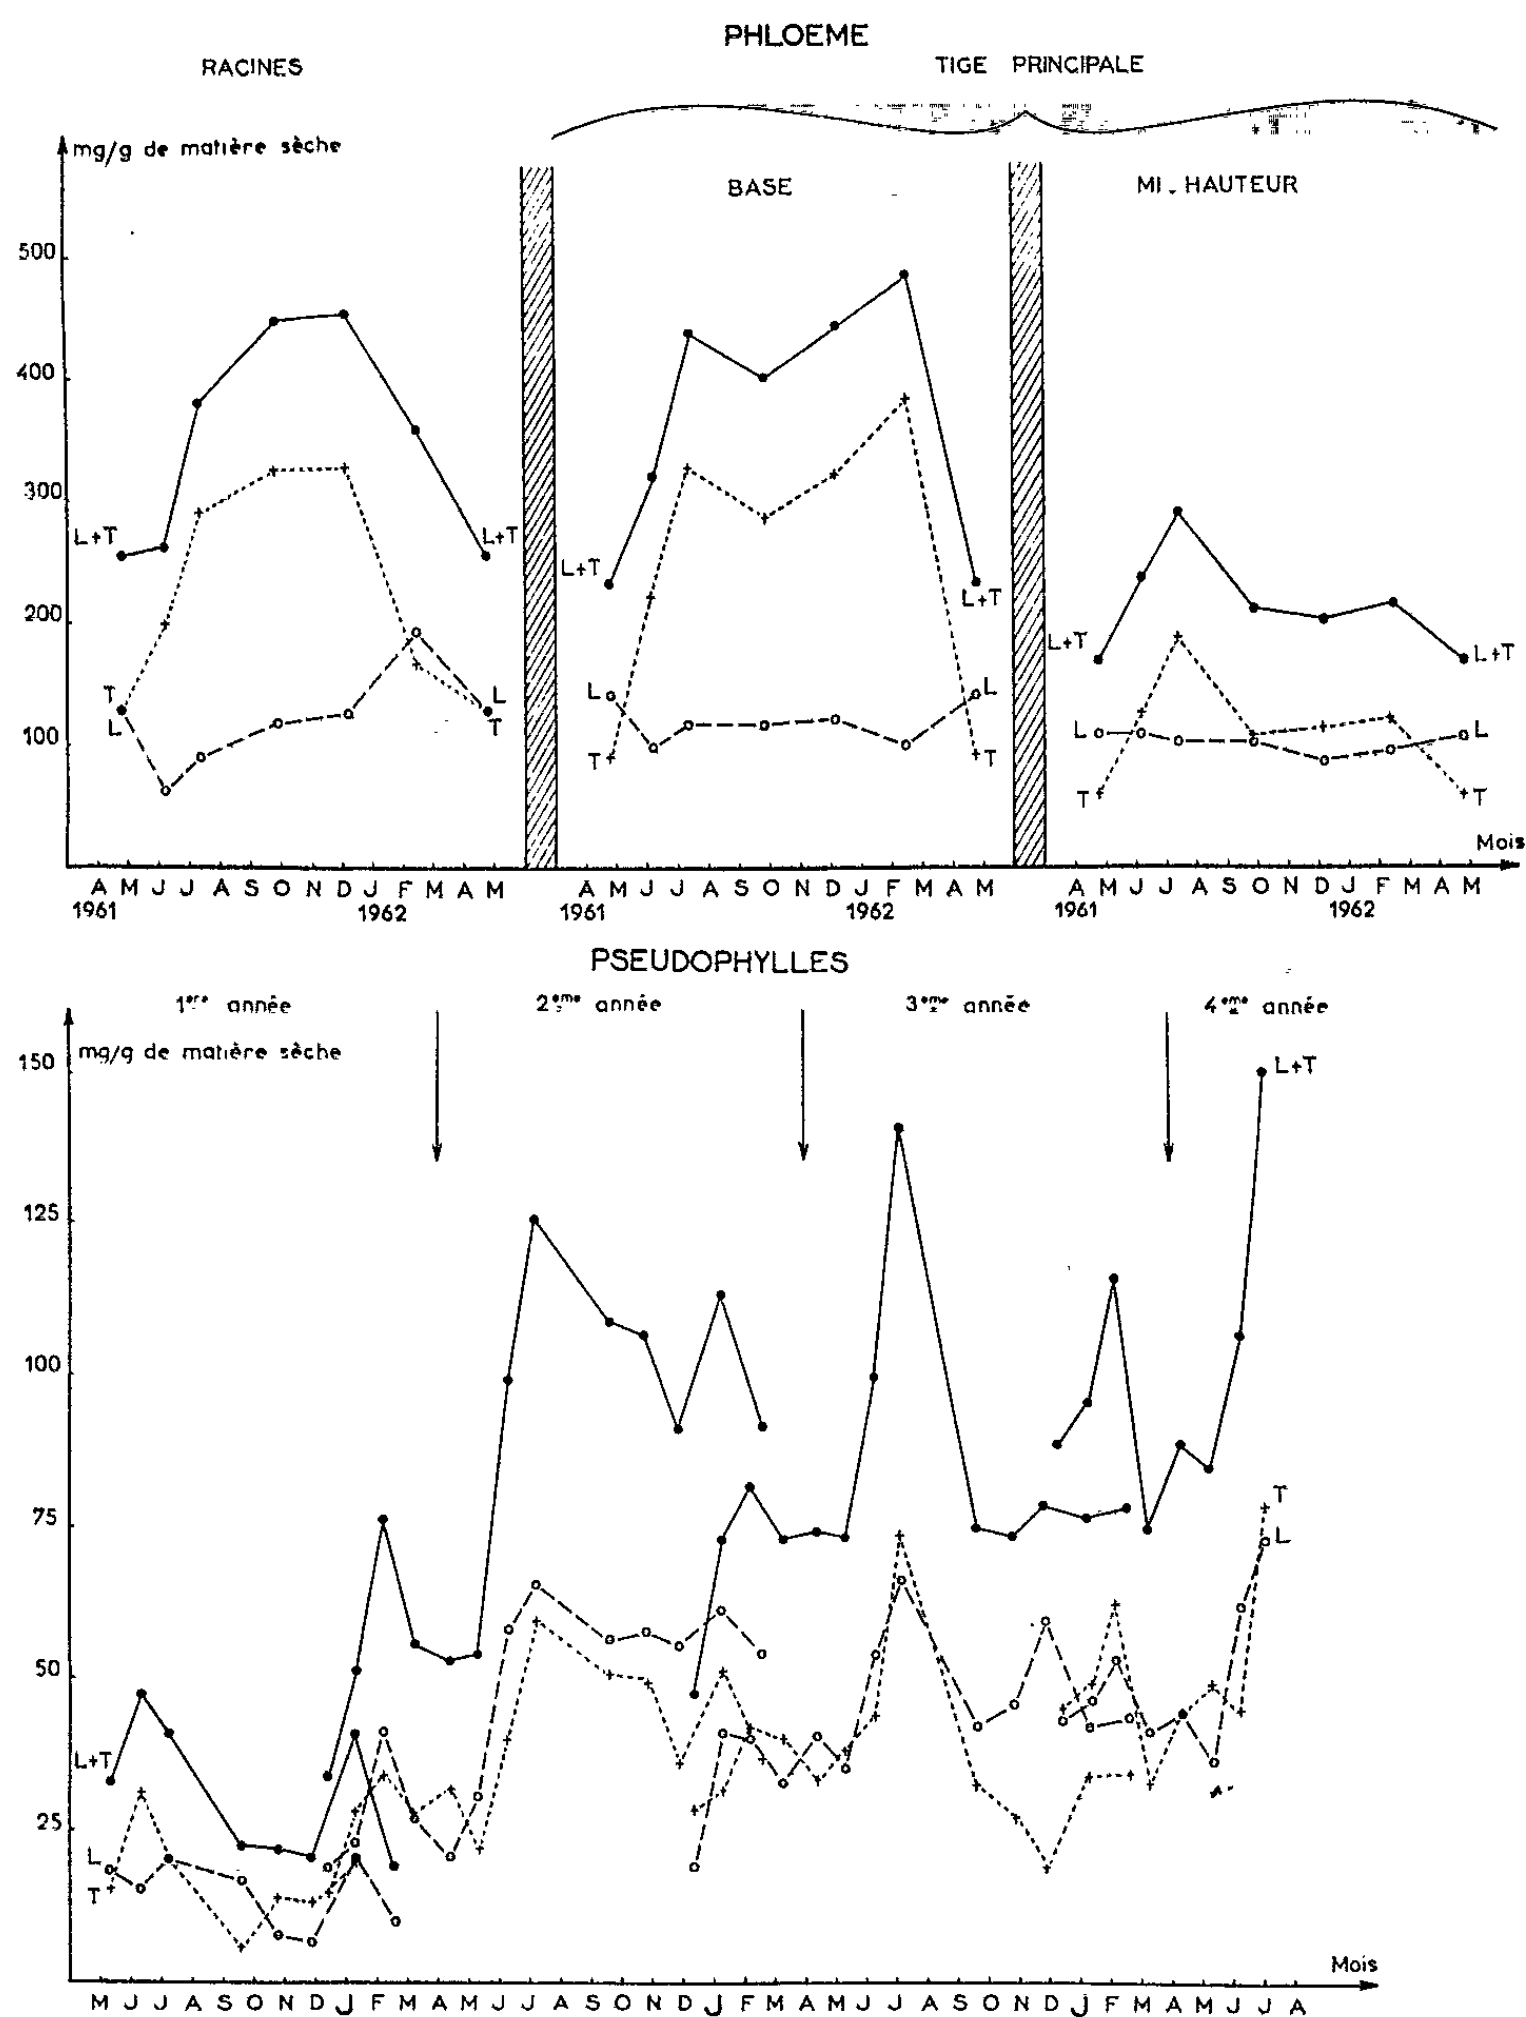 PHLOEME
RACINES
TIGE PRINCIPALE
mg/g de matière sèche
BASE
MI. HAUTEUR
500
400
300
200
100
L+T
T
L
L+T
L
T
L+T
L
T
L+T
L
T
L+T
L
T
L+T
L
T
Mois
A M J J A S O N D J F M A M
1961 1962
A M J J A S O N D J F M A M
1961 1962
A M J J A S O N D J F M A M
1961 1962
PSEUDOPHYLLES
1ère année
2ème année
3ème année
4ème année
mg/g de matière sèche
150
125
100
75
50
25
L+T
L
T
L+T
T
L
Mois
M J J A S O N D J F M A M J J A S O N D J F M A M J J A S O N D J F M A M J J A